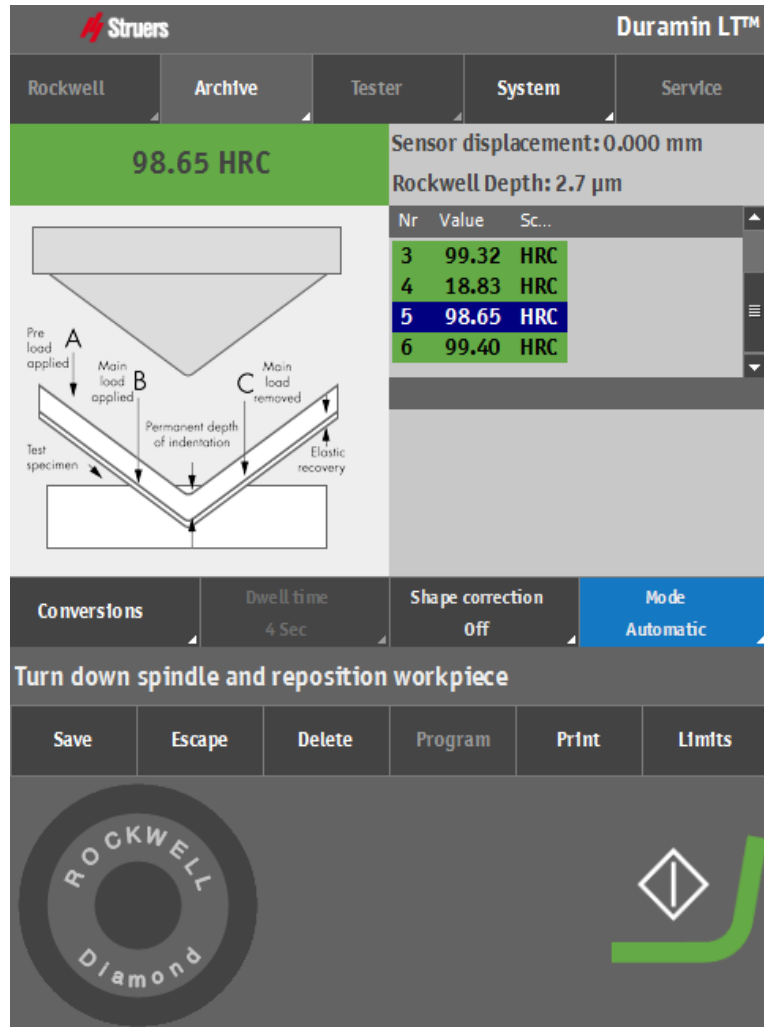 Struers
Duramin LT™
Rockwell
Archive
Tester
System
Service
98.65 HRC
Sensor displacement: 0.000 mm
Rockwell Depth: 2.7 µm
Nr Value Sc...
3 99.32 HRC
4 18.83 HRC
5 98.65 HRC
6 99.40 HRC
Pre
load
applied
A
Main
load
applied
B
C
Main
load
removed
Permanent depth
of indentation
Test
specimen
Elastic
recovery
Conversions
Dwell time
4 Sec
Shape correction
Off
Mode
Automatic
Turn down spindle and reposition workpiece
Save
Escape
Delete
Program
Print
Limits
ROCKWELL
Diamond